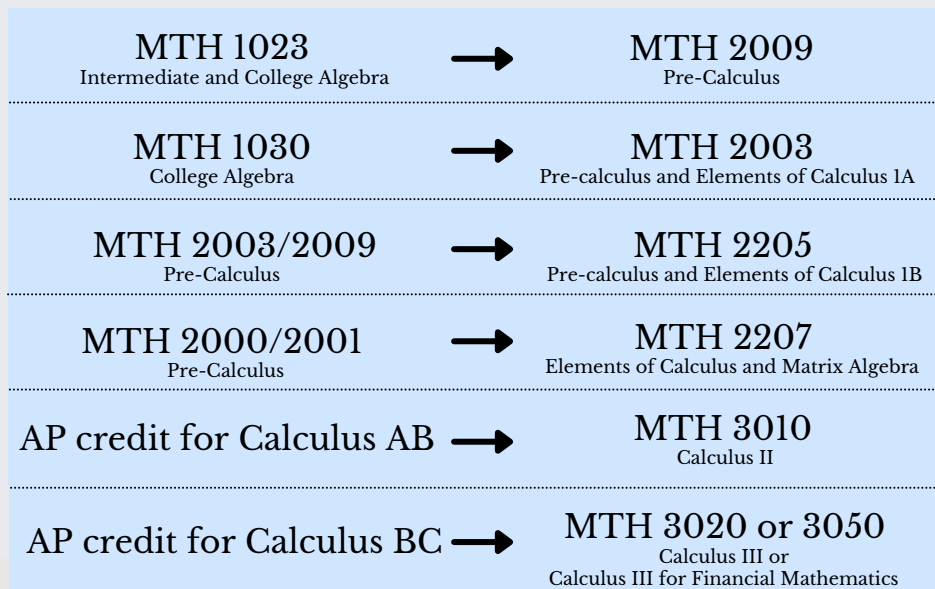 MTH 1023
Intermediate and College Algebra
MTH 2009
Pre-Calculus
MTH 1030
College Algebra
MTH 2003
Pre-calculus and Elements of Calculus 1A
MTH 2003/2009
Pre-Calculus
MTH 2205
Pre-calculus and Elements of Calculus 1B
MTH 2000/2001
Pre-Calculus
MTH 2207
Elements of Calculus and Matrix Algebra
AP credit for Calculus AB
MTH 3010
Calculus II
AP credit for Calculus BC
MTH 3020 or 3050
Calculus III or
Calculus III for Financial Mathematics